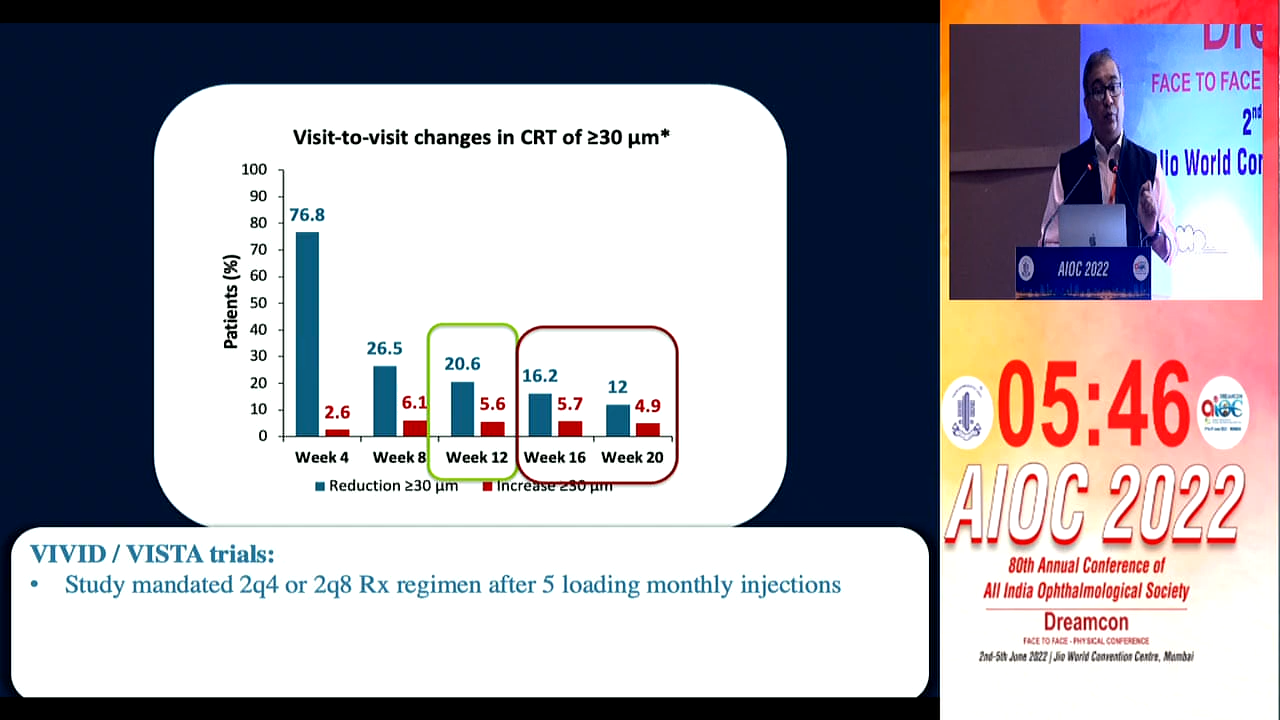 Visit-to-visit changes in CRT of ≥30 µm*
Patients (%)
100
90
80
70
60
50
40
30
20
10
0
76.8
2.6
26.5
6.1
20.6
5.6
16.2
5.7
12
4.9
Week 4
Week 8
Week 12
Week 16
Week 20
Reduction ≥30 µm
Increase ≥30 µm
VIVID / VISTA trials:
• Study mandated 2q4 or 2q8 Rx regimen after 5 loading monthly injections
Dre
FACE TO FACE
2nd
Jio World Con
AIOC 2022
05:46
AIOC 2022
80th Annual Conference of
All India Ophthalmological Society
Dreamcon
FACE TO FACE - PHYSICAL CONFERENCE
2nd-5th June 2022 | Jio World Convention Centre, Mumbai